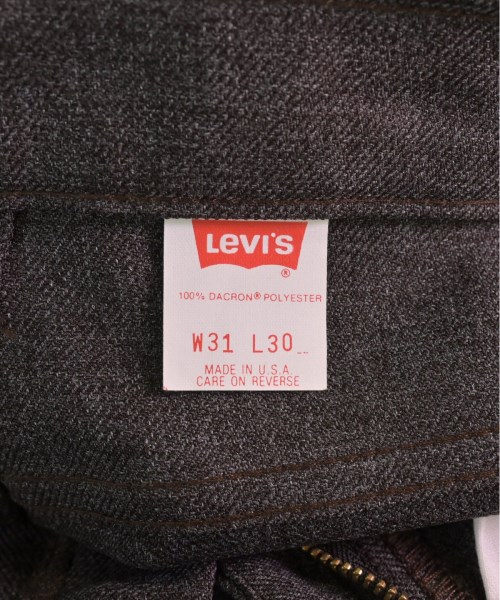 Levi's
®
100% DACRON® POLYESTER
W31 L30
MADE IN U.S.A.
CARE ON REVERSE